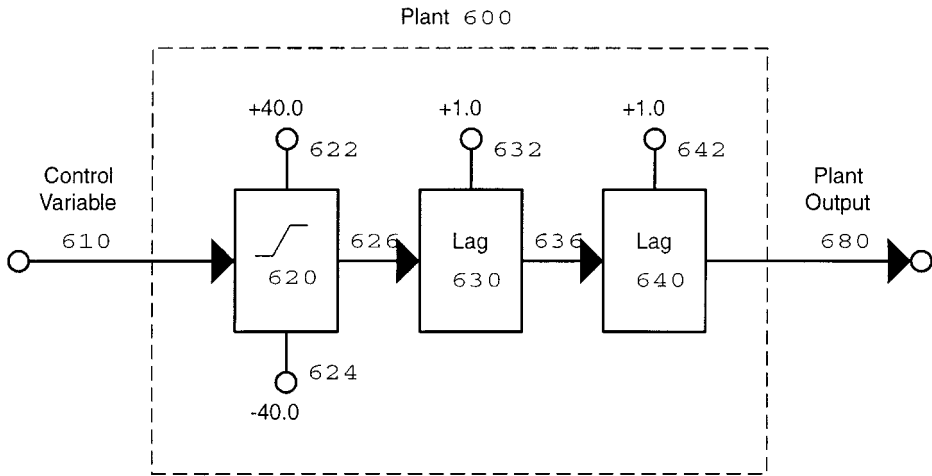 Plant 600
+40.0
+1.0
+1.0
622
632
642
Control
Variable
Plant
Output
610
626
636
680
Lag
Lag
620
630
640
624
-40.0